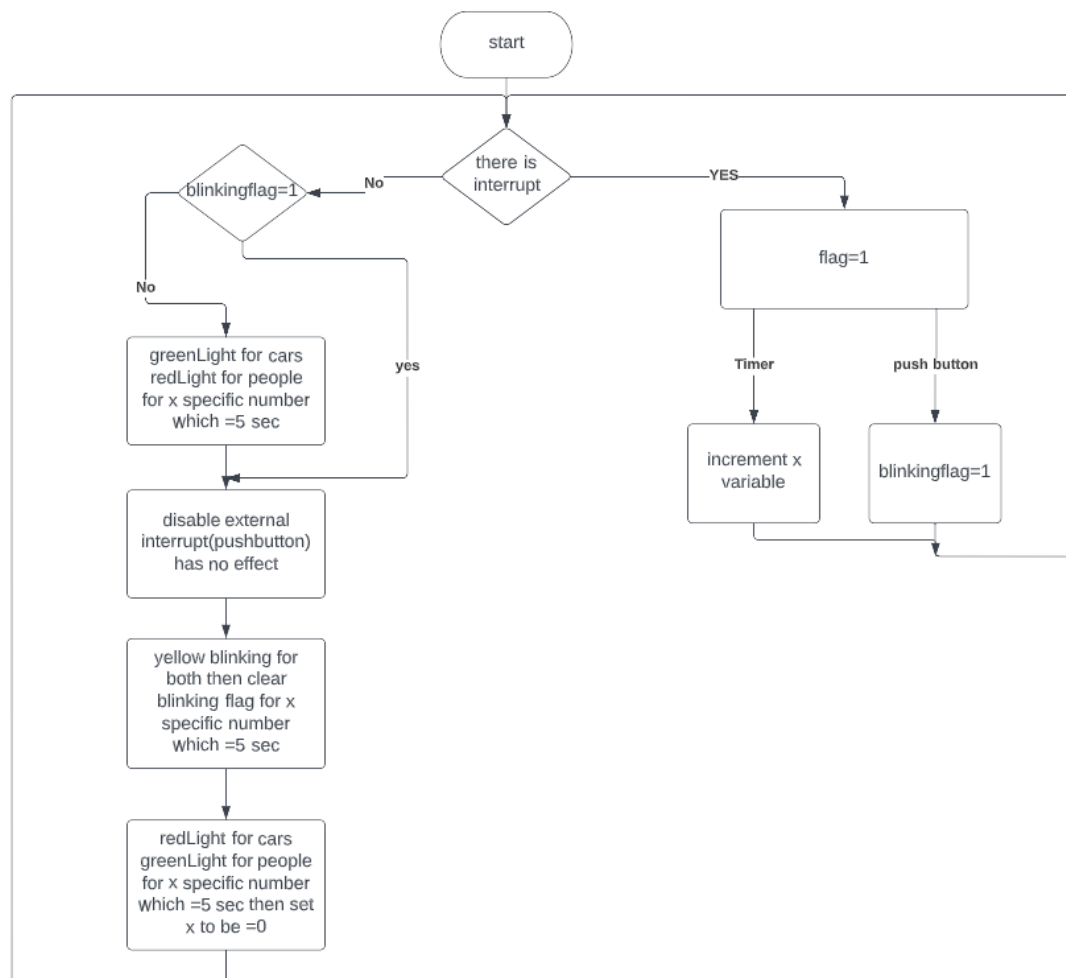 start
there is
interrupt
blinkingflag=1
No
YES
flag=1
No
greenLight for cars
redLight for people
for x specific number
which =5 sec
yes
Timer
push button
increment x
variable
blinkingflag=1
disable external
interrupt(pushbutton)
has no effect
yellow blinking for
both then clear
blinking flag for x
specific number
which =5 sec
redLight for cars
greenLight for people
for x specific number
which =5 sec then set
x to be =0